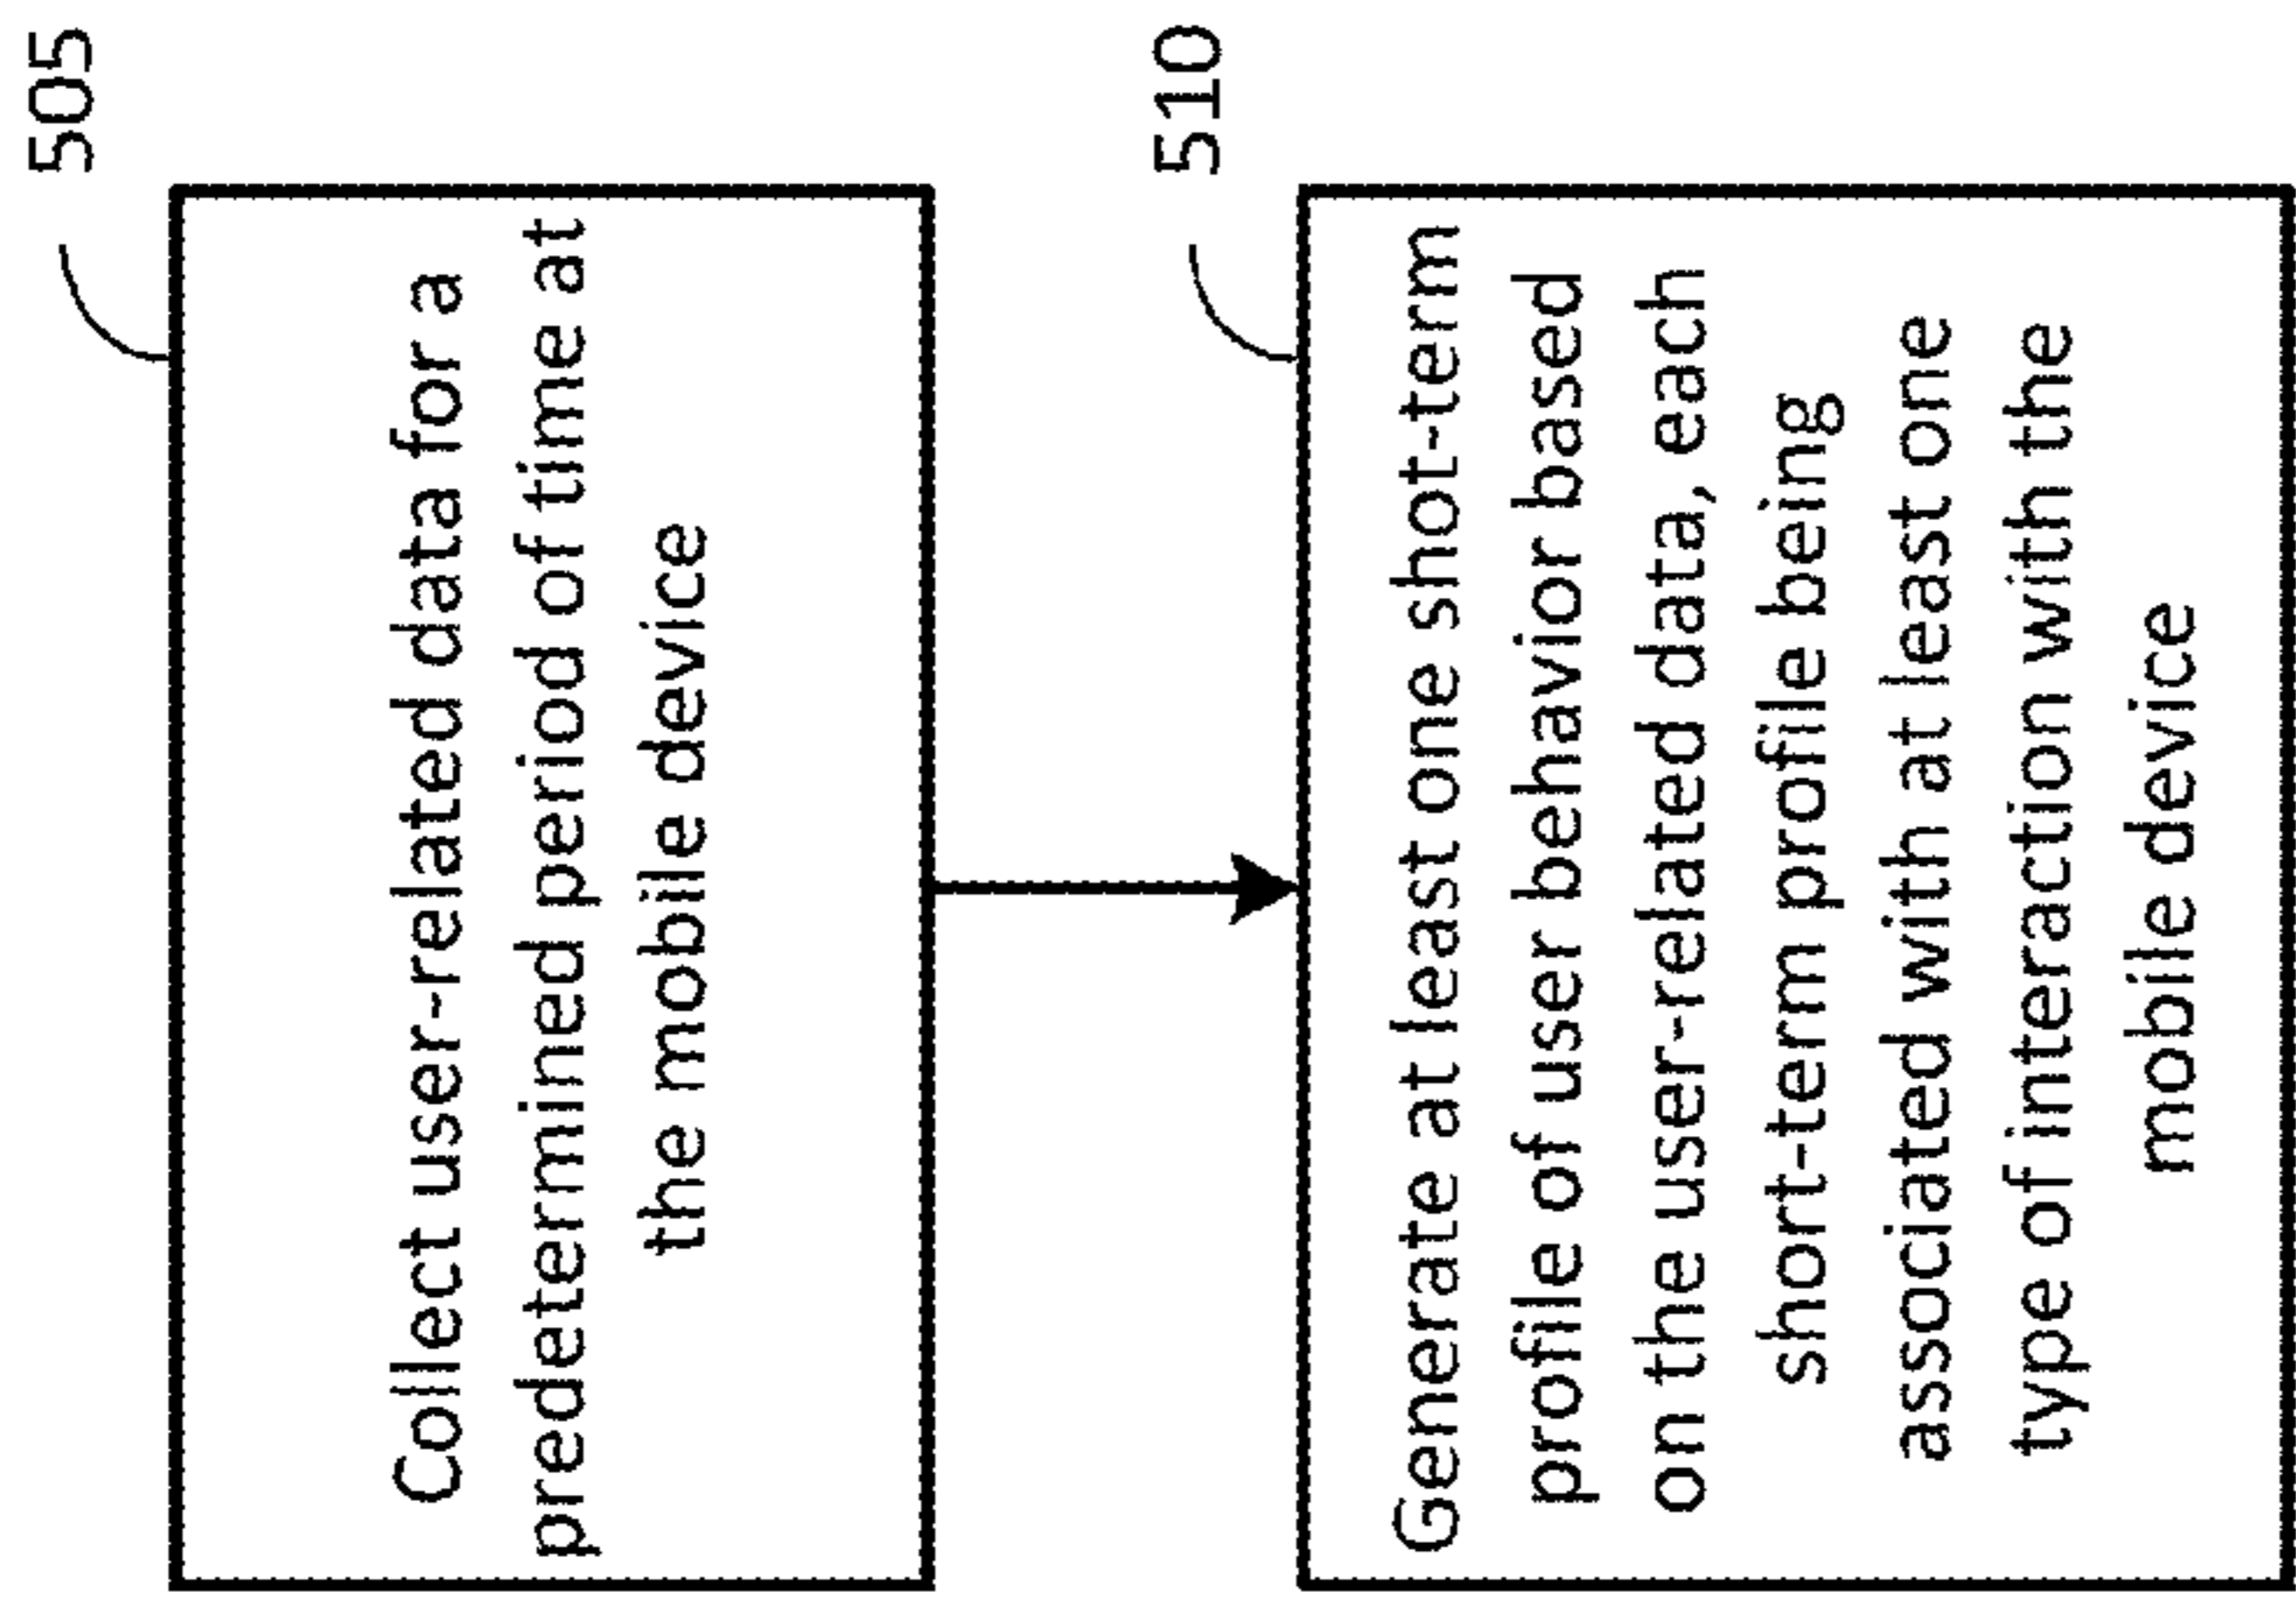 505
Collect user-related data for a
predetermined period of time at
the mobile device
510
Generate at least one shot-term
profile of user behavior based
on the user-related data, each
short-term profile being
associated with at least one
type of interaction with the
mobile device